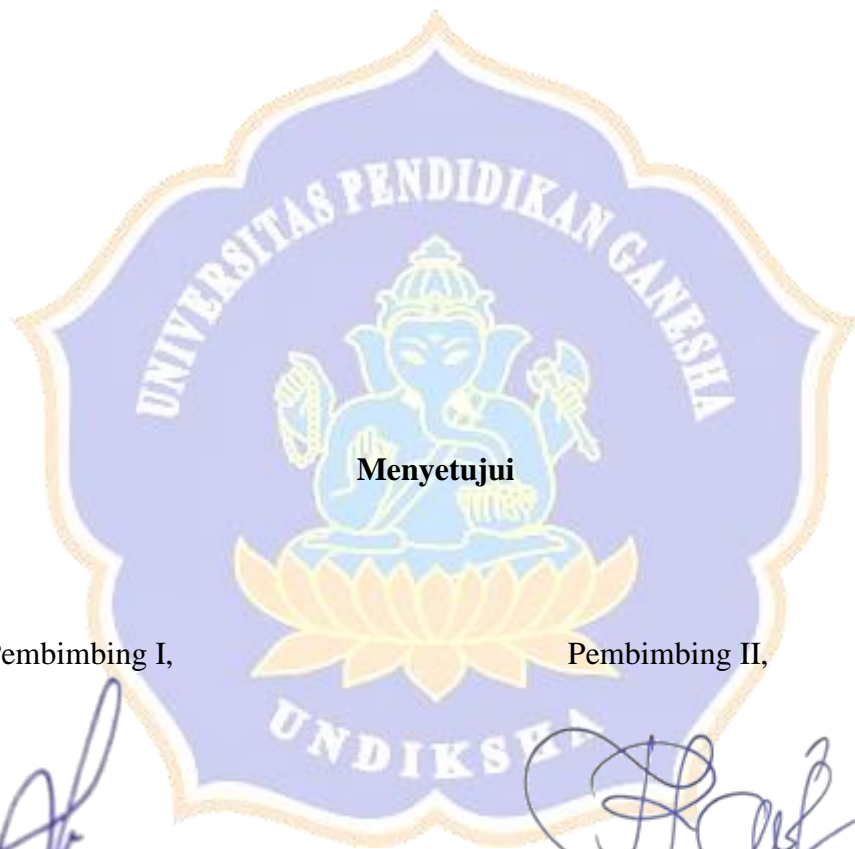 UNIVERSITAS PENDIDIKAN GANESHA
Menyetujui
Pembimbing I,
Pembimbing II,
UNDIKSHA